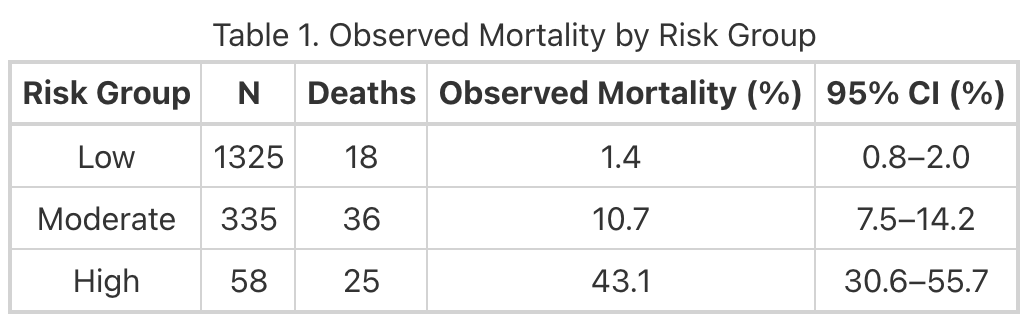 Table 1. Observed Mortality by Risk Group
Risk Group N Deaths Observed Mortality (%) 95% CI (%)
Low 1325 18 1.4 0.8–2.0
Moderate 335 36 10.7 7.5–14.2
High 58 25 43.1 30.6–55.7